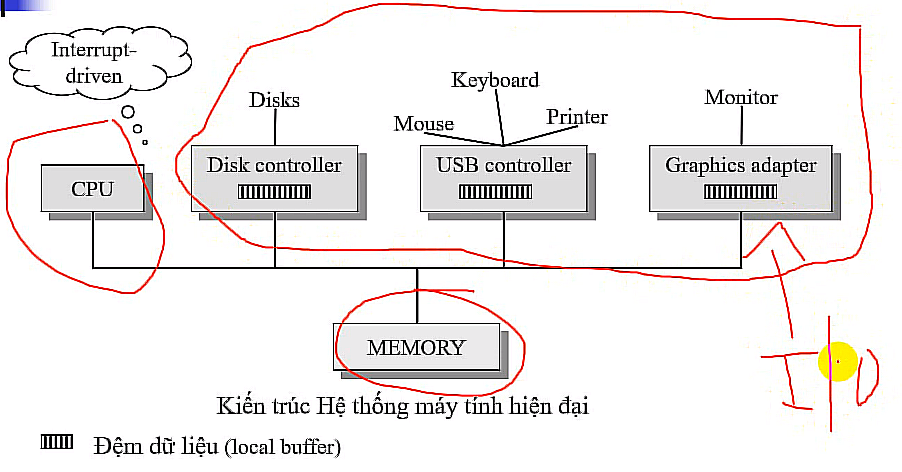 Interrupt-
driven
Disks
Keyboard
Mouse
Printer
Monitor
CPU
Disk controller
USB controller
Graphics adapter
MEMORY
I/O
Kiến trúc Hệ thống máy tính hiện đại
Đệm dữ liệu (local buffer)